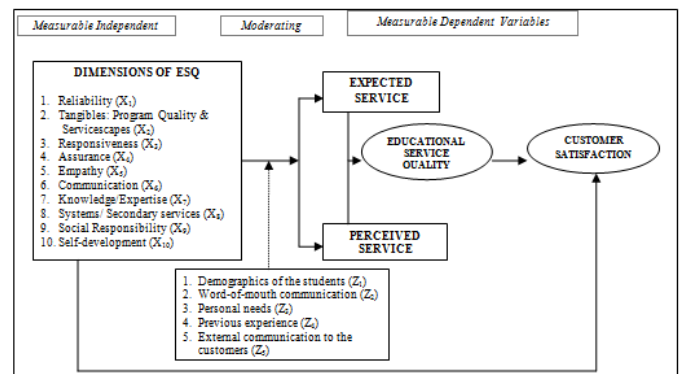 Measurable Independent
Moderating
Measurable Dependent Variables
DIMENSIONS OF ESQ
1. Reliability (X₁)
2. Tangibles: Program Quality &
Servicescapes (X₂)
3. Responsiveness (X₃)
4. Assurance (X₄)
5. Empathy (X₅)
6. Communication (X₆)
7. Knowledge/Expertise (X₇)
8. Systems/ Secondary services (X₈)
9. Social Responsibility (X₉)
10. Self-development (X₁₀)
EXPECTED
SERVICE
EDUCATIONAL
SERVICE
QUALITY
CUSTOMER
SATISFACTION
PERCEIVED
SERVICE
1. Demographics of the students (Z₁)
2. Word-of-mouth communication (Z₂)
3. Personal needs (Z₃)
4. Previous experience (Z₄)
5. External communication to the
customers (Z₅)